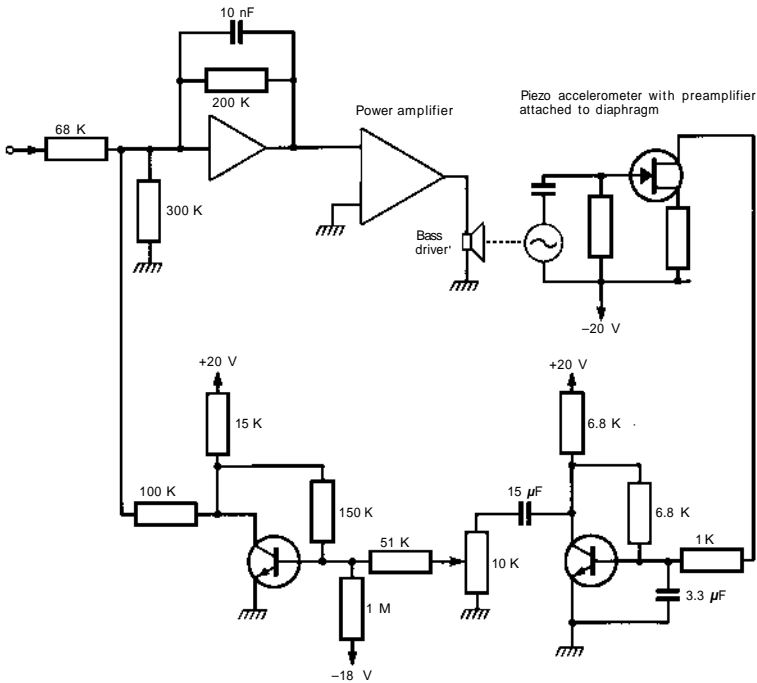 10 nF
200 K
Power amplifier
Piezo accelerometer with preamplifier
attached to diaphragm
68 K
300 K
Bass
driver'
−20 V
+20 V
+20 V
15 K
6.8 K
100 K
150 K
15 µF
6.8 K
51 K
10 K
1 K
1 M
3.3 µF
−18 V